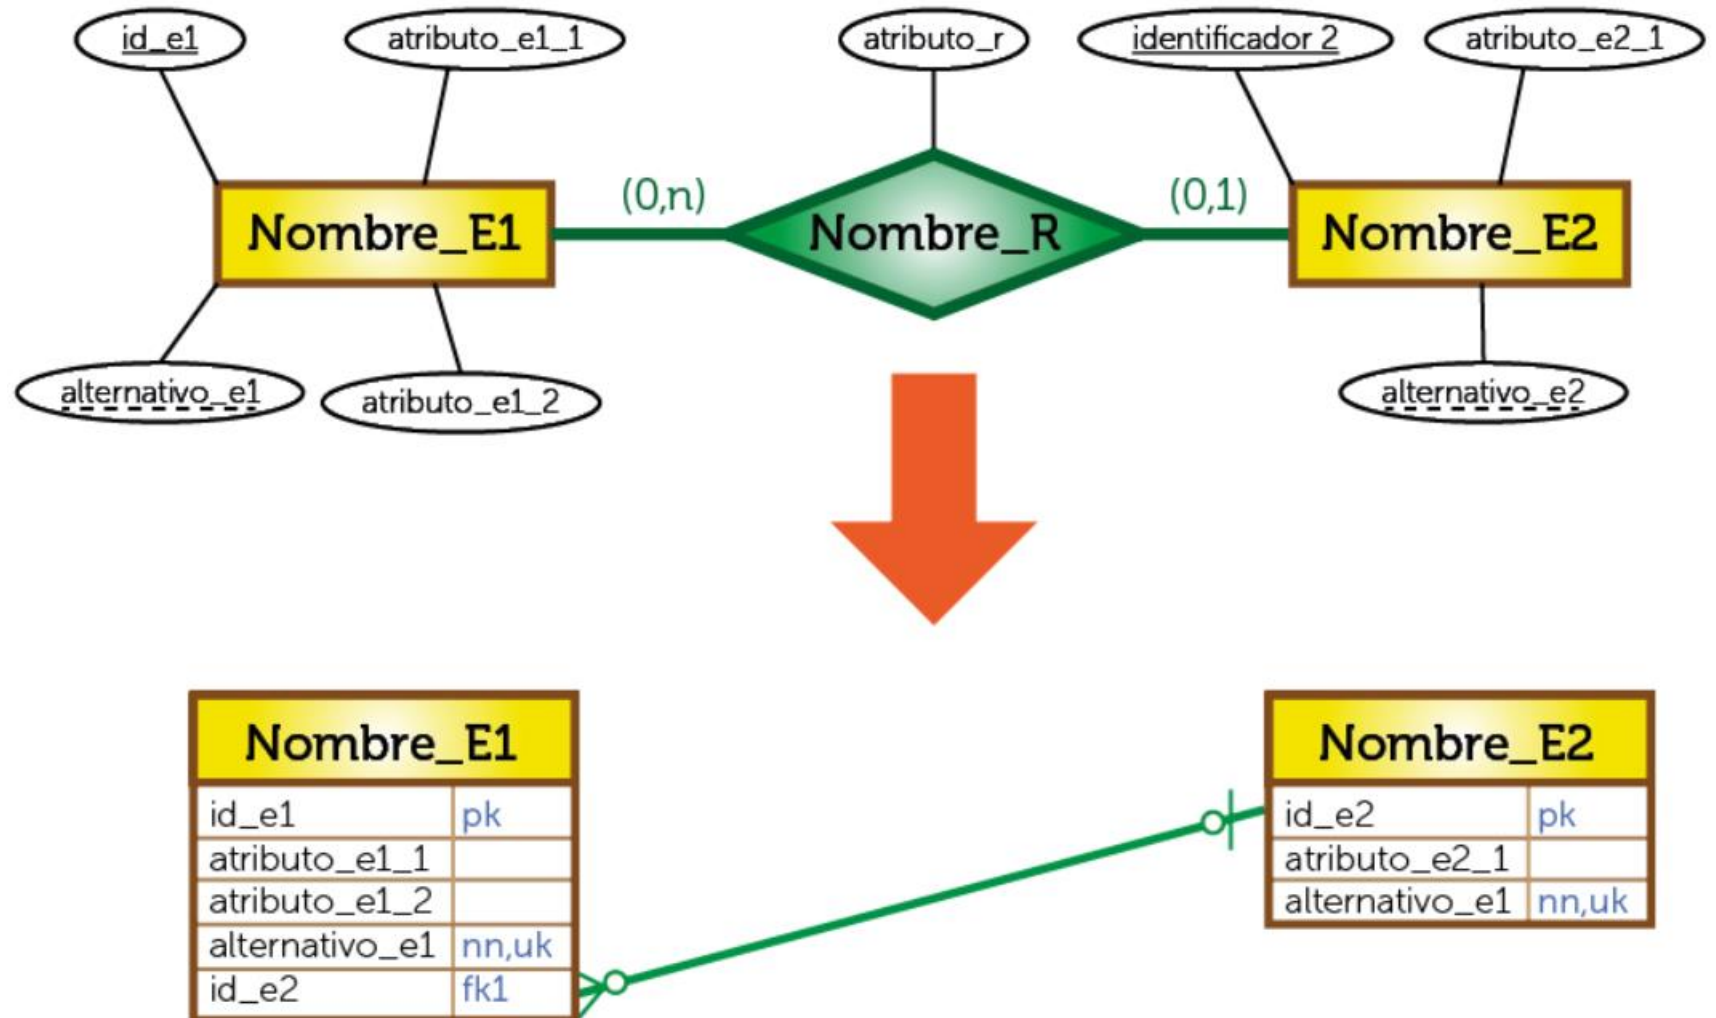 id_e1
atributo_e1_1
atributo_r
identificador 2
atributo_e2_1
(0,n)
(0,1)
Nombre_E1
Nombre_R
Nombre_E2
alternativo_e1
atributo_e1_2
alternativo_e2
Nombre_E1
id_e1 pk
atributo_e1_1
atributo_e1_2
alternativo_e1 nn,uk
id_e2 fk1
Nombre_E2
id_e2 pk
atributo_e2_1
alternativo_e1 nn,uk